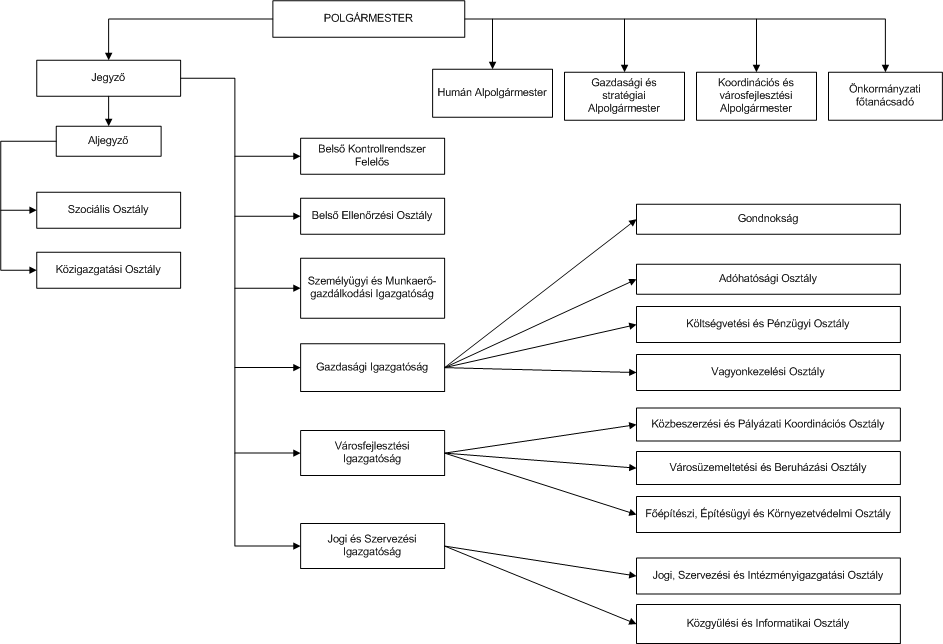 POLGÁRMESTER
Jegyző
Humán Alpolgármester
Gazdasági és
stratégiai
Alpolgármester
Koordinációs és
városfejlesztési
Alpolgármester
Önkormányzati
főtanácsadó
Aljegyző
Szociális Osztály
Közigazgatási Osztály
Belső Kontrollrendszer
Felelős
Belső Ellenőrzési Osztály
Személyügyi és Munkaerő-
gazdálkodási Igazgatóság
Gazdasági Igazgatóság
Városfejlesztési
Igazgatóság
Jogi és Szervezési
Igazgatóság
Gondnokság
Adóhatósági Osztály
Költségvetési és Pénzügyi Osztály
Vagyonkezelési Osztály
Közbeszerzési és Pályázati Koordinációs Osztály
Városüzemeltetési és Beruházási Osztály
Főépítészi, Építésügyi és Környezetvédelmi Osztály
Jogi, Szervezési és Intézményigazgatási Osztály
Közgyűlési és Informatikai Osztály